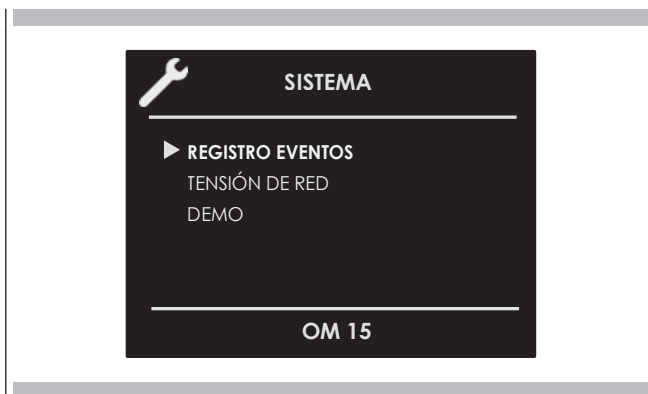 SISTEMA
REGISTRO EVENTOS
TENSIÓN DE RED
DEMO
OM 15